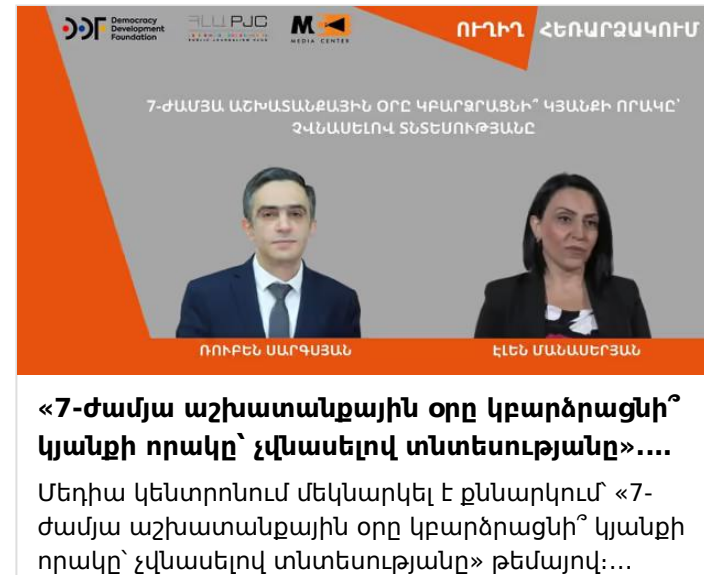 Democracy
Development
Foundation
PJC
M
MEDIA CENTER
ՈՒՂԻՂ ՀԵՌԱՐՁԱԿՈՒՄ
7-ԺԱՄՅԱ ԱՇԽԱՏԱՆՔԱՅԻՆ ՕՐԸ ԿԲԱՐՁՐԱՑՆԻ՞ ԿՅԱՆՔԻ ՈՐԱԿԸ՝
ՉՎՆԱՍԵԼՈՎ ՏՆՏԵՍՈՒԹՅԱՆԸ
ՌՈՒԲԵՆ ՍԱՐԳՍՅԱՆ
ԷԼԵՆ ՄԱՆԱՍԵՐՅԱՆ
«7-ժամյա աշխատանքային օրը կբարձրացնի՞
կյանքի որակը՝ չվնասելով տնտեսությանը»....
Մեդիա կենտրոնում մեկնարկել է քննարկում՝ «7-
ժամյա աշխատանքային օրը կբարձրացնի՞ կյանքի
որակը՝ չվնասելով տնտեսությանը» թեմայով։...